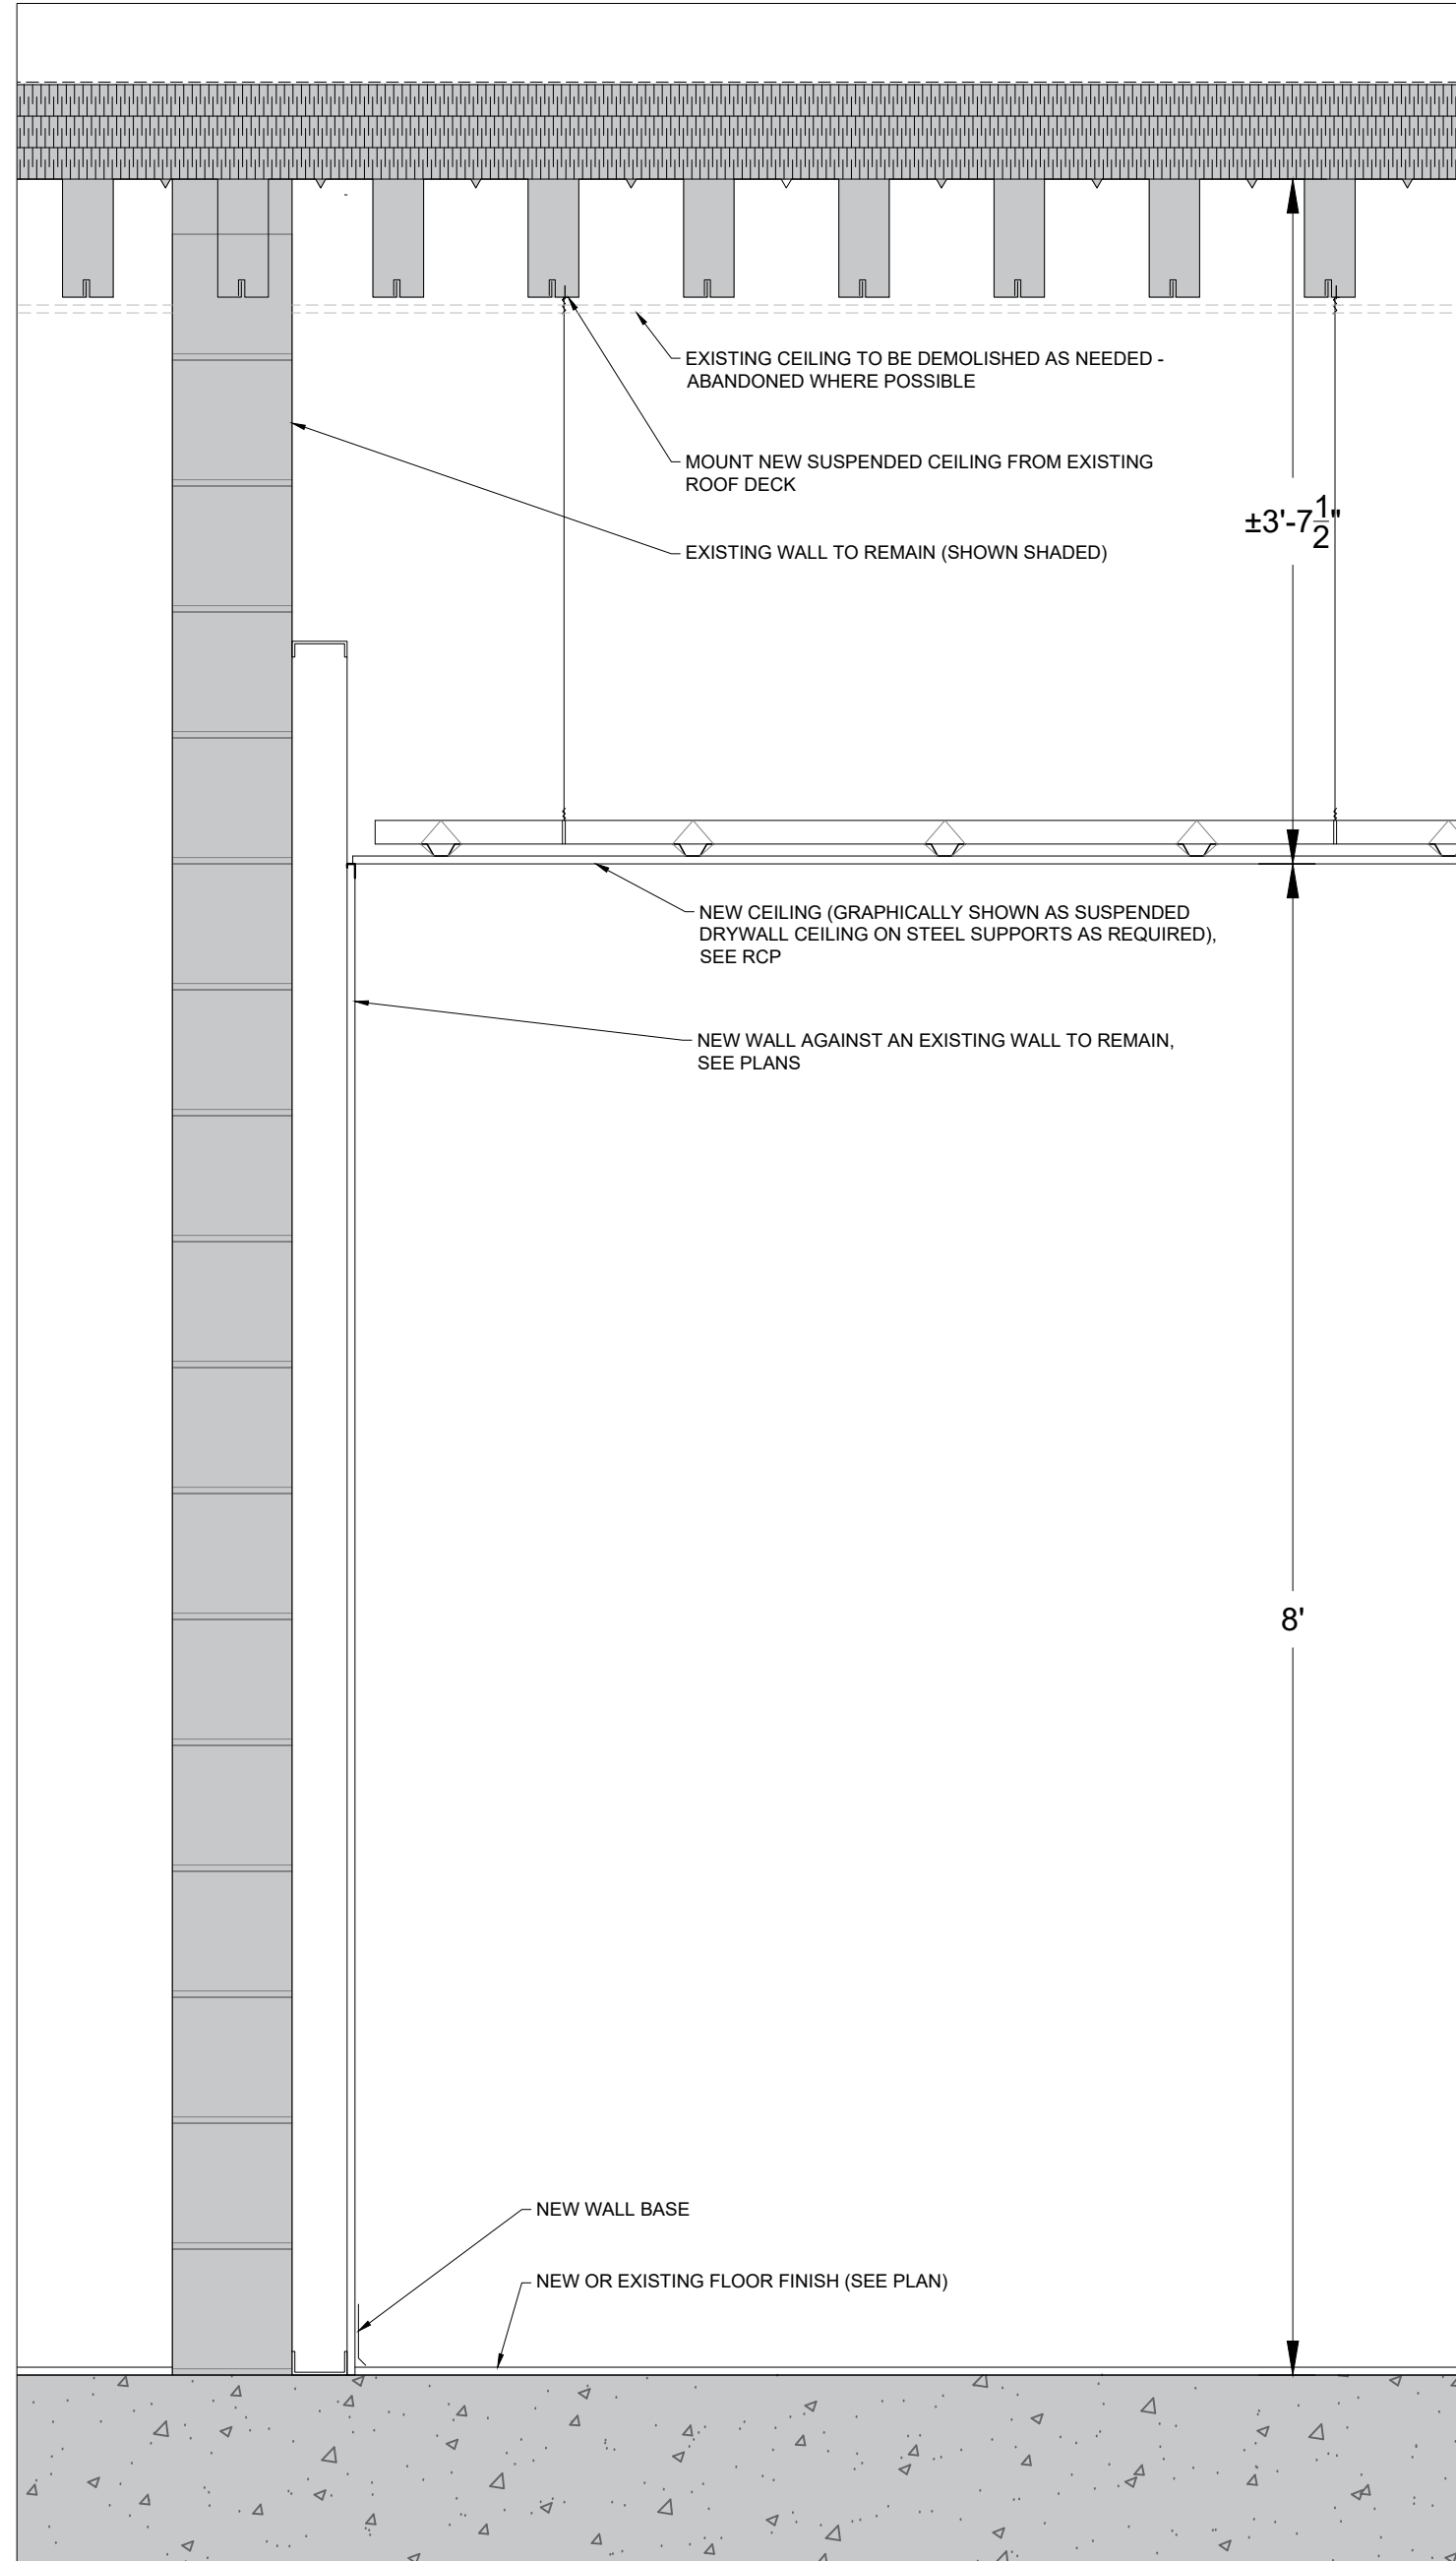 EXISTING CEILING TO BE DEMOLISHED AS NEEDED -
ABANDONED WHERE POSSIBLE
MOUNT NEW SUSPENDED CEILING FROM EXISTING
ROOF DECK
±3'-7 1/2"
EXISTING WALL TO REMAIN (SHOWN SHADED)
NEW CEILING (GRAPHICALLY SHOWN AS SUSPENDED
DRYWALL CEILING ON STEEL SUPPORTS AS REQUIRED),
SEE RCP
NEW WALL AGAINST AN EXISTING WALL TO REMAIN,
SEE PLANS
8'
NEW WALL BASE
NEW OR EXISTING FLOOR FINISH (SEE PLAN)